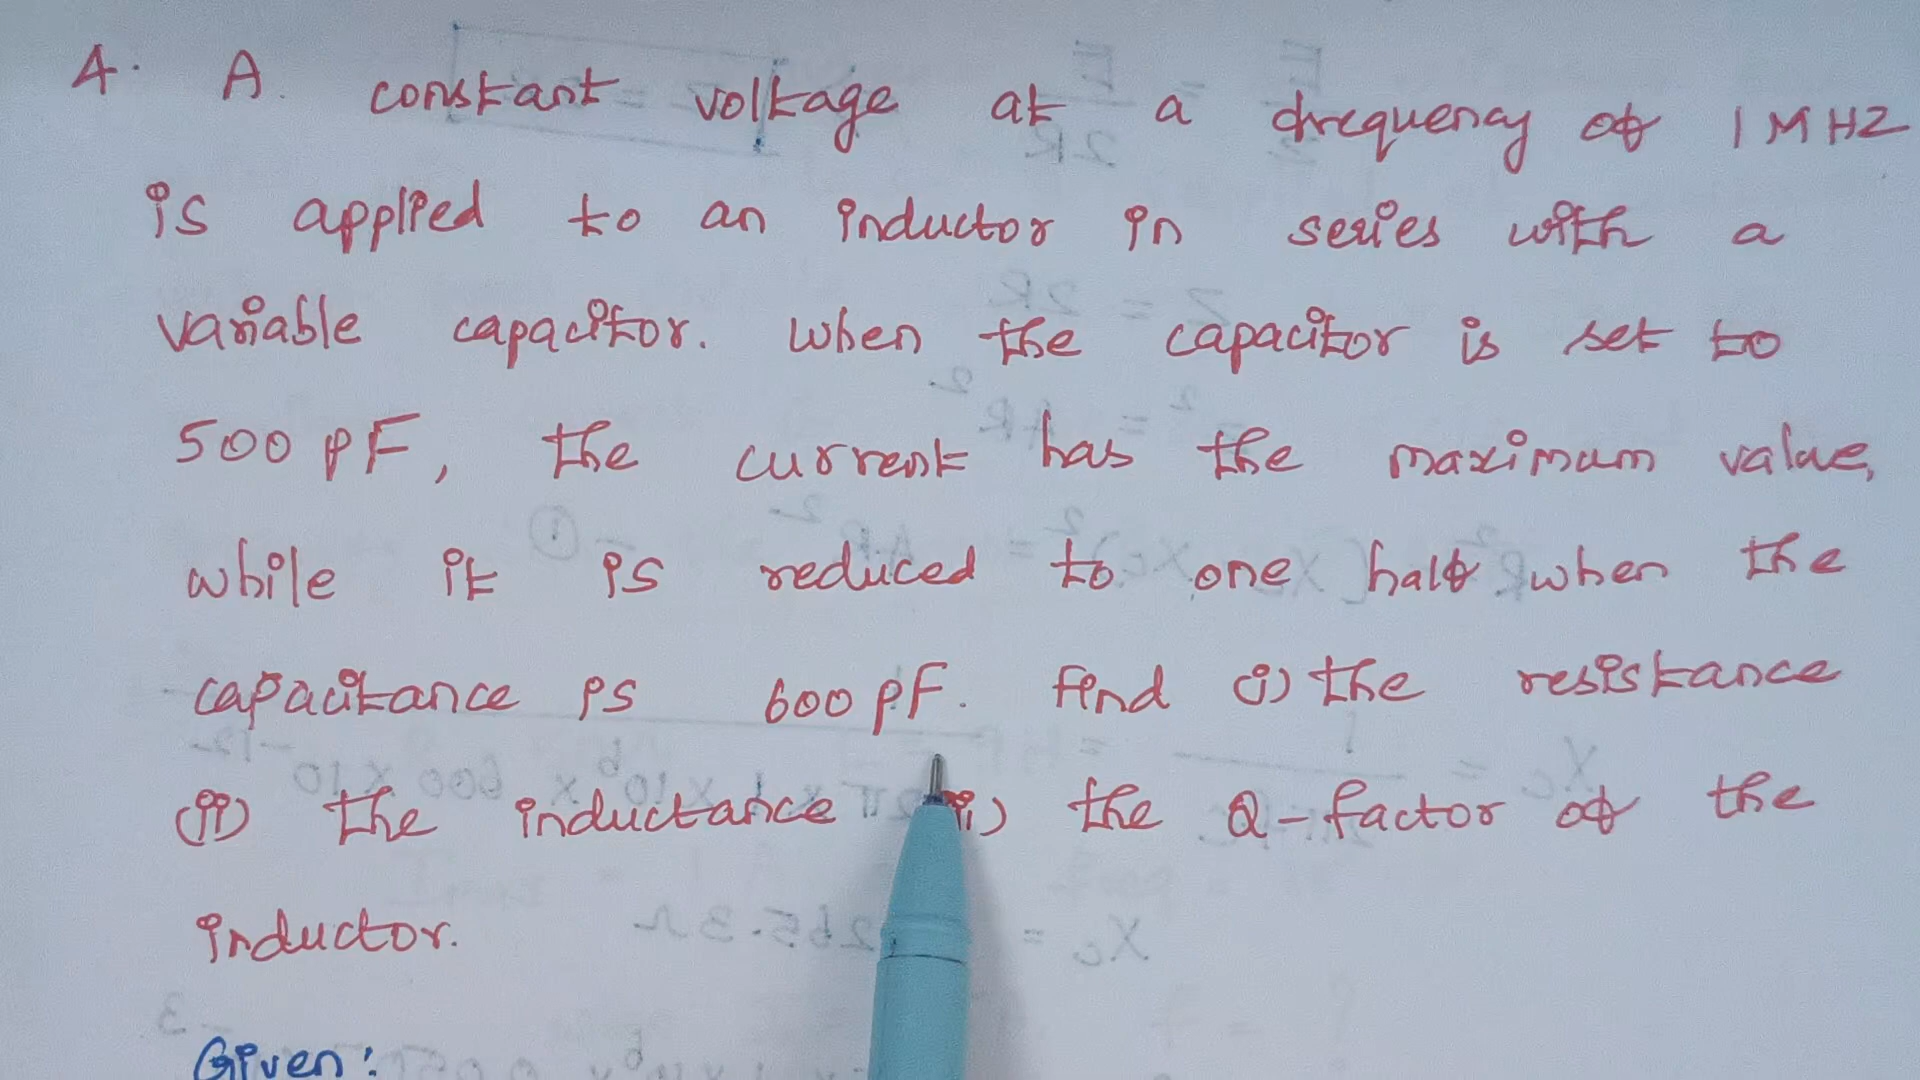 4. A constant voltage at a frequency of 1 MHZ
is applied to an inductor in series with a
variable capacitor. When the capacitor is set to
500 pF, the current has the maximum value,
while it is reduced to one half when the
capacitance is 600 pF. Find (i) the resistance
(ii) the inductance (iii) the Q-factor of the
inductor.
Given: